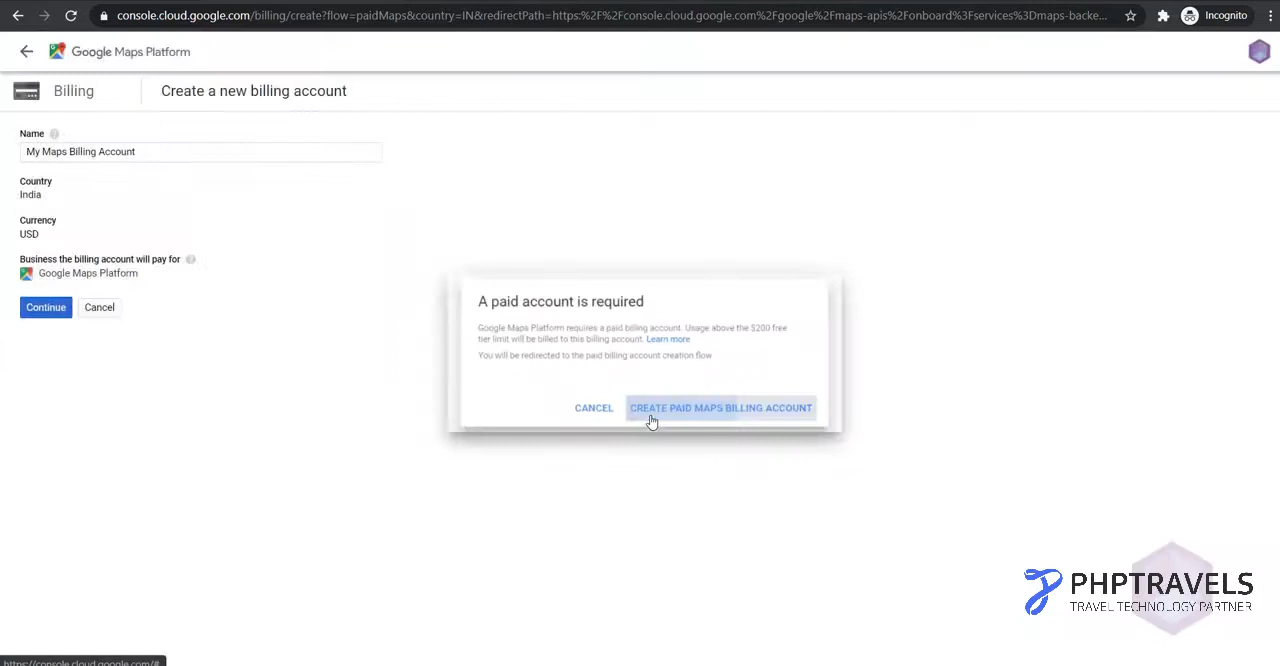 console.cloud.google.com/billing/create?flow=paidMaps&country=IN&redirectPath=https:%2F%2Fconsole.cloud.google.com%2Fgoogle%2Fmaps-apis%2Fonboard%3Fservices%3Dmaps-backe...
Incognito
Google Maps Platform
Billing
Create a new billing account
Name
My Maps Billing Account
Country
India
Currency
USD
Business the billing account will pay for
Google Maps Platform
Continue
Cancel
A paid account is required
Google Maps Platform requires a paid billing account. Usage above the $200 free
tier limit will be billed to this billing account. Learn more
You will be redirected to the paid billing account creation flow
CANCEL
CREATE PAID MAPS BILLING ACCOUNT
PHPTRAVELS
TRAVEL TECHNOLOGY PARTNER
https://console.cloud.google.com/#